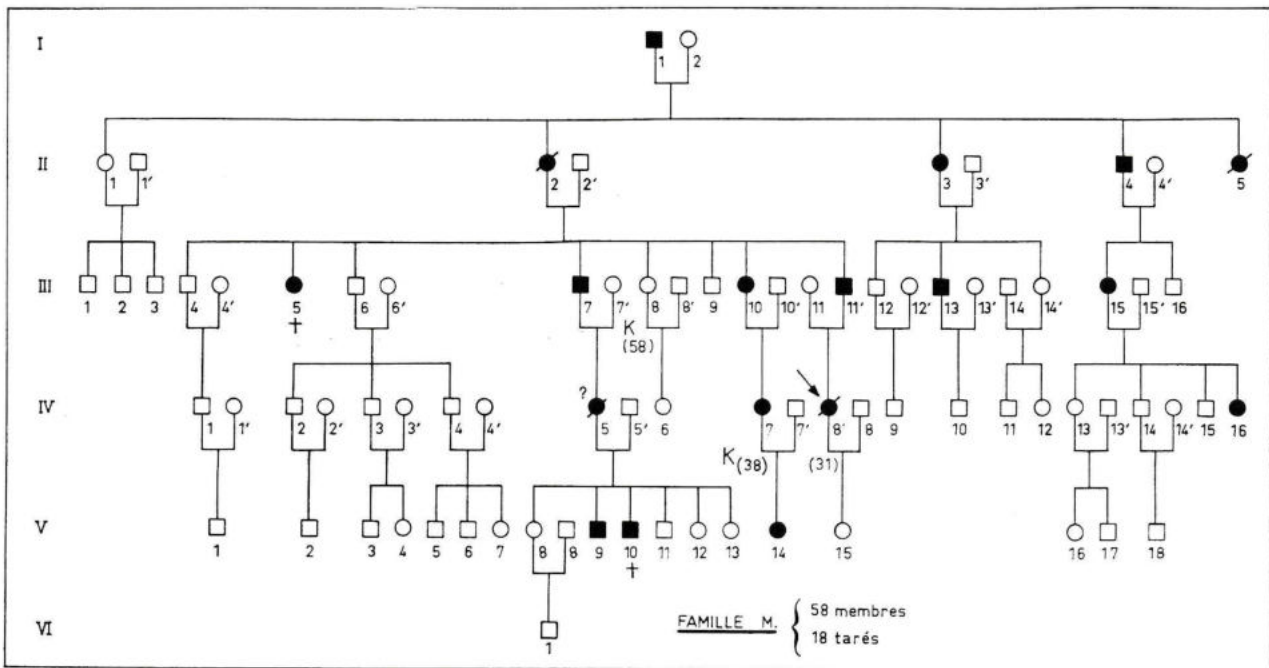 I
1 2
II
1 1' 2 2' 3 3' 4 4' 5
III
1 2 3 4 4' 5 6 6' 7 7' 8 8' 9 10 10' 11 11' 12 12' 13 13' 14 14' 15 15' 16
† K
(58)
?
IV
1 1' 2 2' 3 3' 4 4' 5 5' 6 7 7' 8' 8 9 10 11 12 13 13' 14 14' 15 16
K (38) (31)
V
1 2 3 4 5 6 7 8 8 9 10 11 12 13 14 15 16 17 18
†
VI
1
FAMILLE M. { 58 membres
18 tarés